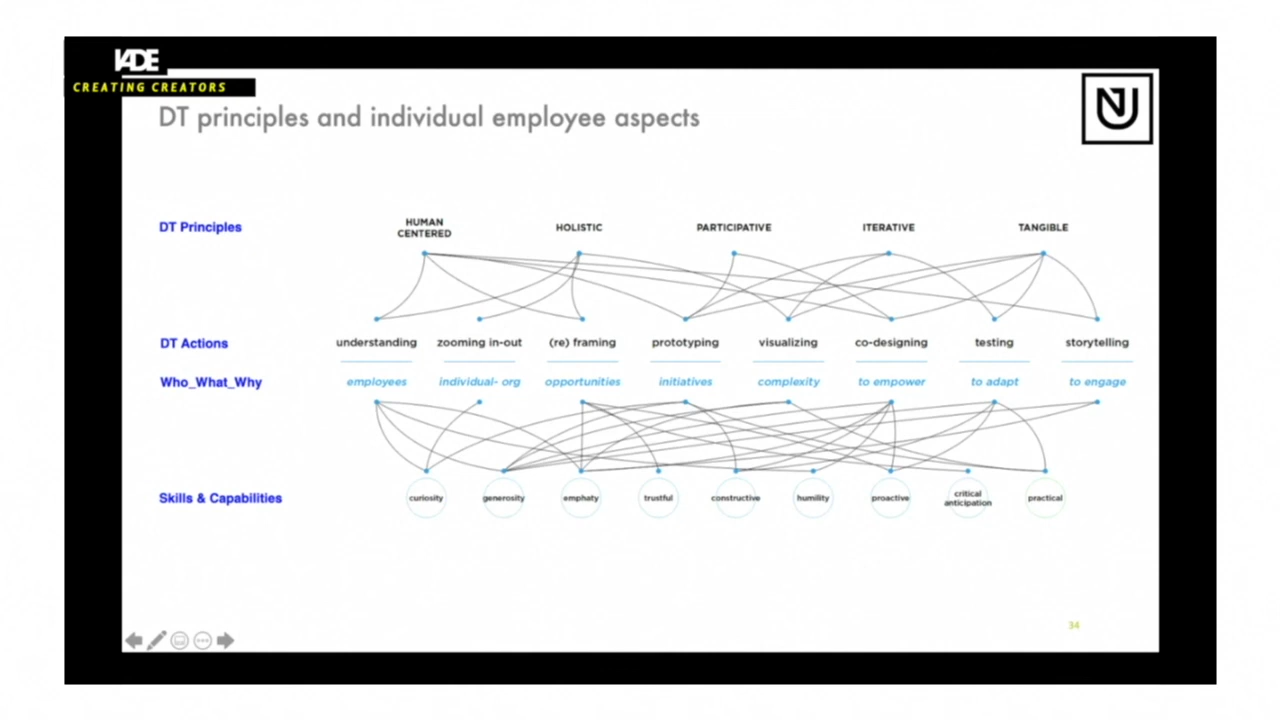 IADE
CREATING CREATORS
DT principles and individual employee aspects
NU
DT Principles
HUMAN
CENTERED
HOLISTIC
PARTICIPATIVE
ITERATIVE
TANGIBLE
DT Actions
understanding
zooming in-out
(re) framing
prototyping
visualizing
co-designing
testing
storytelling
Who_What_Why
employees
individual- org
opportunities
initiatives
complexity
to empower
to adapt
to engage
Skills & Capabilities
curiosity
generosity
emphaty
trustful
constructive
humility
proactive
critical
anticipation
practical
34